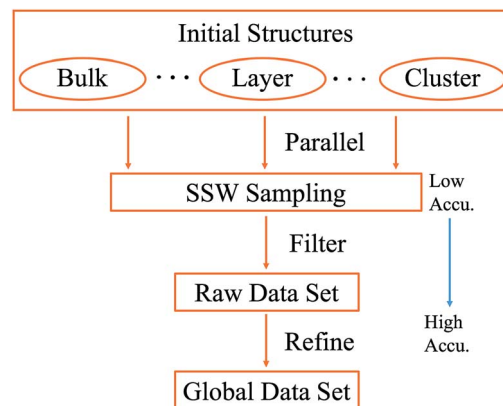 Initial Structures
Bulk ··· Layer ··· Cluster
Parallel
SSW Sampling
Low
Accu.
Filter
Raw Data Set
High
Accu.
Refine
Global Data Set